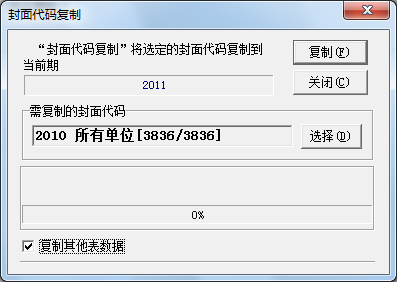 封面代码复制
“封面代码复制”将选定的封面代码复制到
当前期
复制(F)
2011
关闭(C)
需复制的封面代码
2010 所有单位[3836/3836]
选择(D)
0%
复制其他表数据